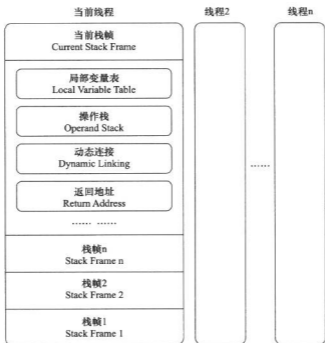 当前线程
线程2
线程n
当前栈帧
Current Stack Frame
局部变量表
Local Variable Table
操作栈
Operand Stack
动态连接
Dynamic Linking
返回地址
Return Address
…… ……
……
栈帧n
Stack Frame n
栈帧2
Stack Frame 2
栈帧1
Stack Frame 1